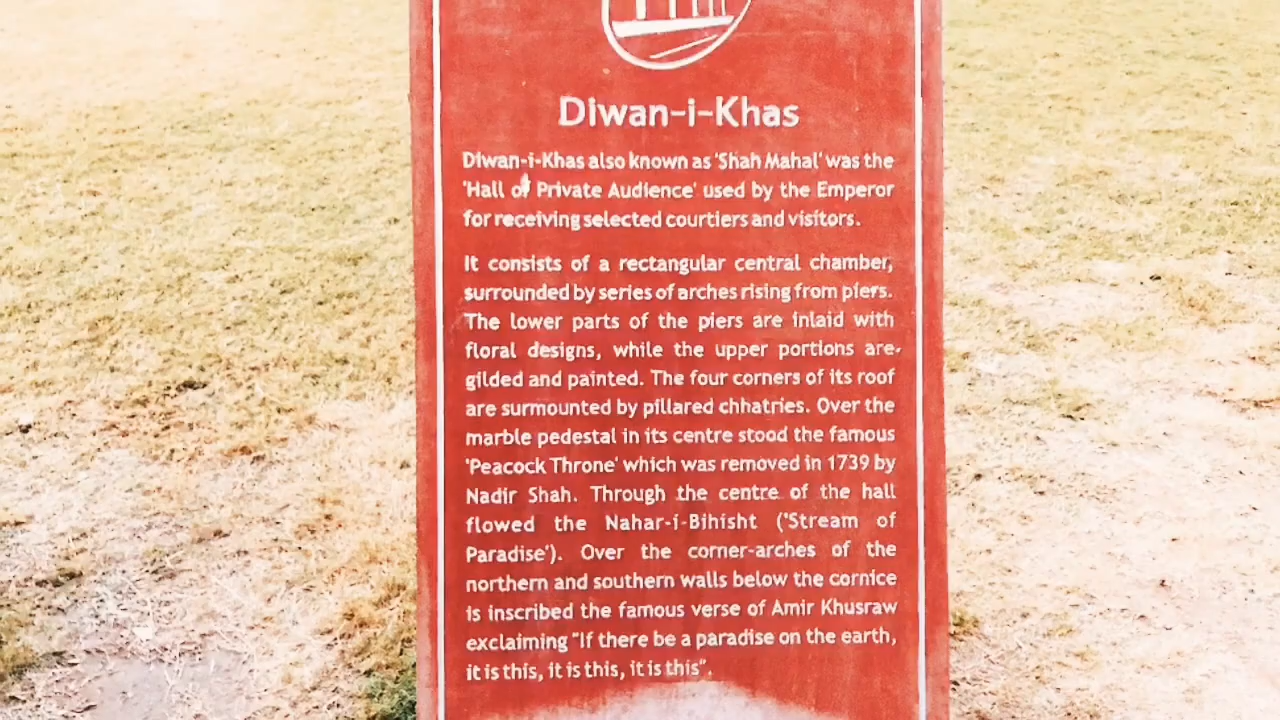 Diwan-i-Khas
Diwan-i-Khas also known as 'Shah Mahal' was the
'Hall of Private Audience' used by the Emperor
for receiving selected courtiers and visitors.
It consists of a rectangular central chamber,
surrounded by series of arches rising from piers.
The lower parts of the piers are inlaid with
floral designs, while the upper portions are
gilded and painted. The four corners of its roof
are surmounted by pillared chhatries. Over the
marble pedestal in its centre stood the famous
'Peacock Throne' which was removed in 1739 by
Nadir Shah. Through the centre of the hall
flowed the Nahar-i-Bihisht ('Stream of
Paradise'). Over the corner-arches of the
northern and southern walls below the cornice
is inscribed the famous verse of Amir Khusraw
exclaiming "If there be a paradise on the earth,
it is this, it is this, it is this".